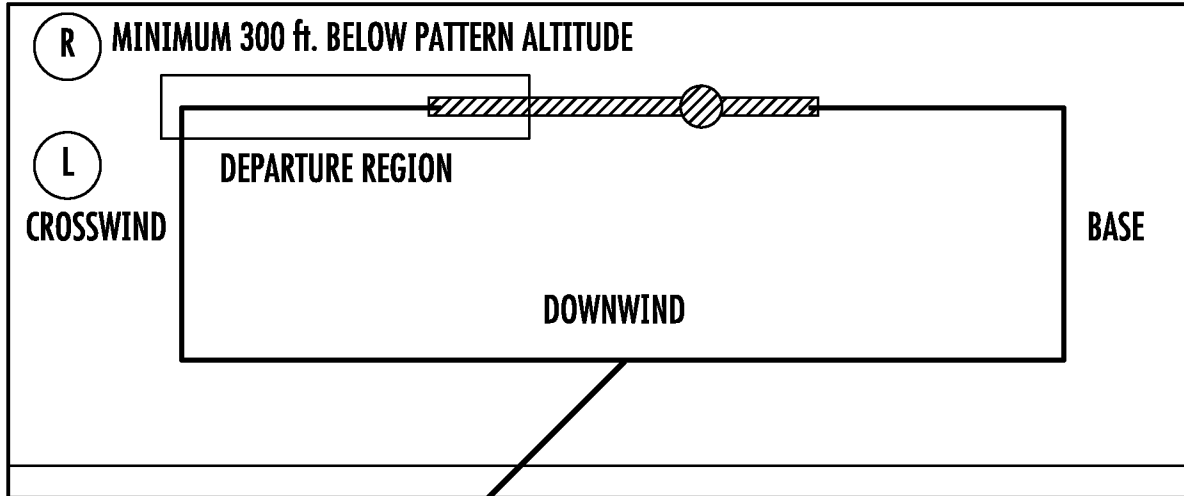 R MINIMUM 300 ft. BELOW PATTERN ALTITUDE
L DEPARTURE REGION
CROSSWIND
BASE
DOWNWIND